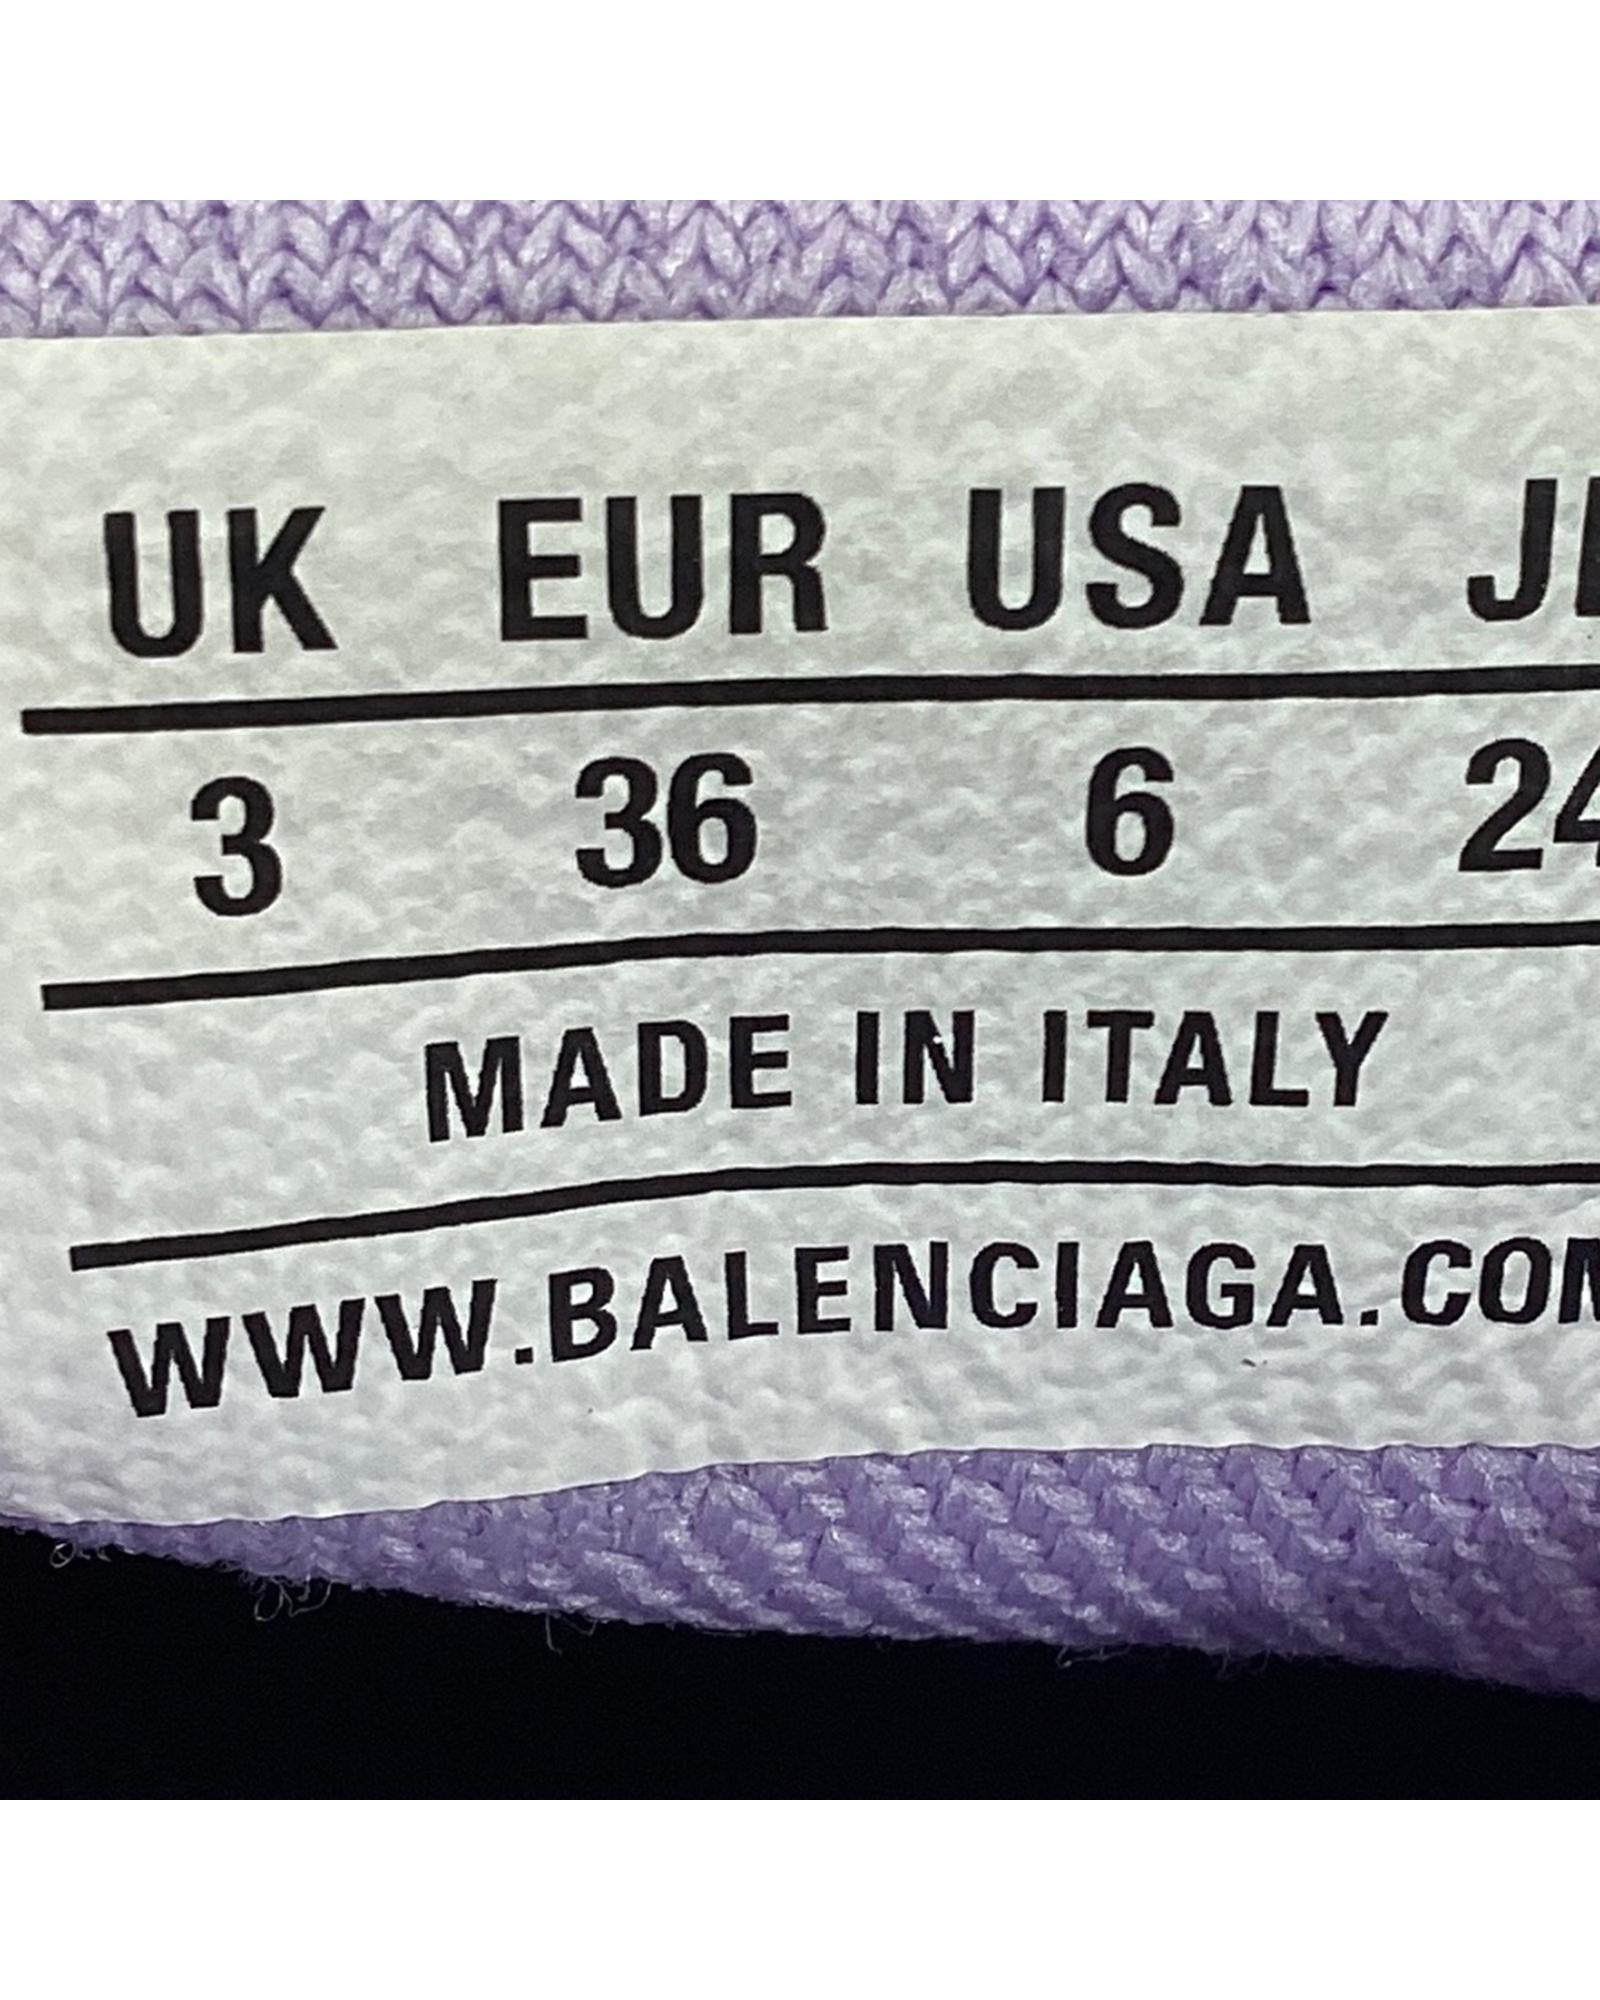 UK EUR USA
3 36 6 24
MADE IN ITALY
WWW.BALENCIAGA.COM